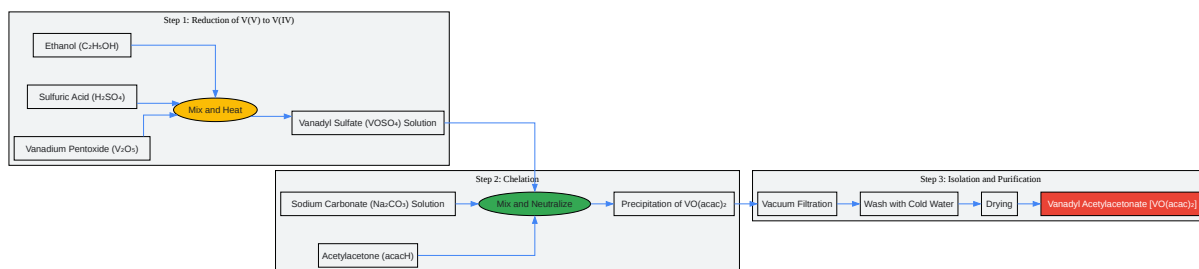 Step 1: Reduction of V(V) to V(IV)
Ethanol (C₂H₅OH)
Sulfuric Acid (H₂SO₄)
Mix and Heat
Vanadyl Sulfate (VOSO₄) Solution
Vanadium Pentoxide (V₂O₅)
Step 2: Chelation
Sodium Carbonate (Na₂CO₃) Solution
Mix and Neutralize
Precipitation of VO(acac)₂
Acetylacetone (acacH)
Step 3: Isolation and Purification
Vacuum Filtration
Wash with Cold Water
Drying
Vanadyl Acetylacetonate [VO(acac)₂]